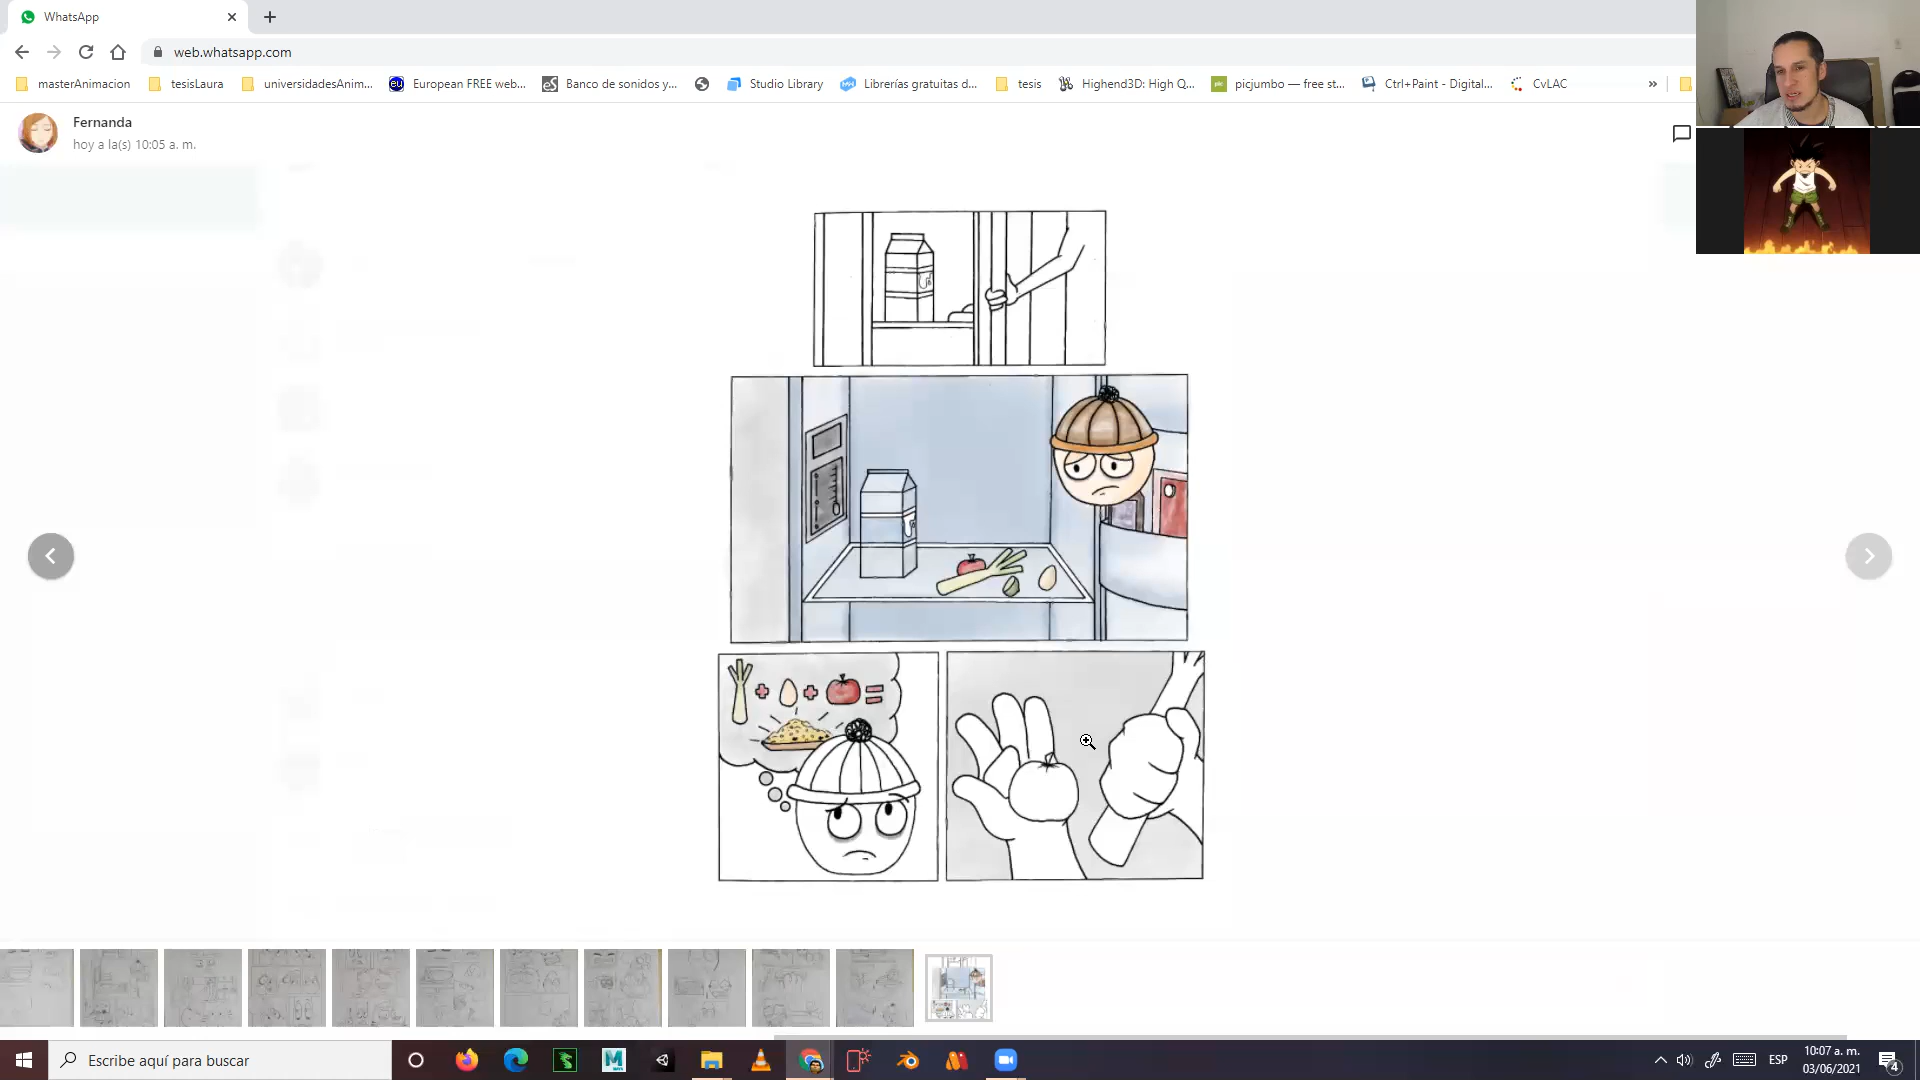 WhatsApp
web.whatsapp.com
masterAnimacion
tesisLaura
universidadesAnim...
European FREE web...
Banco de sonidos y...
Studio Library
Librerías gratuitas d...
tesis
Highend3D: High Q...
picjumbo — free st...
Ctrl+Paint - Digital...
CvLAC
Fernanda
hoy a la(s) 10:05 a. m.
Escribe aquí para buscar
ESP
10:07 a. m.
03/06/2021
4